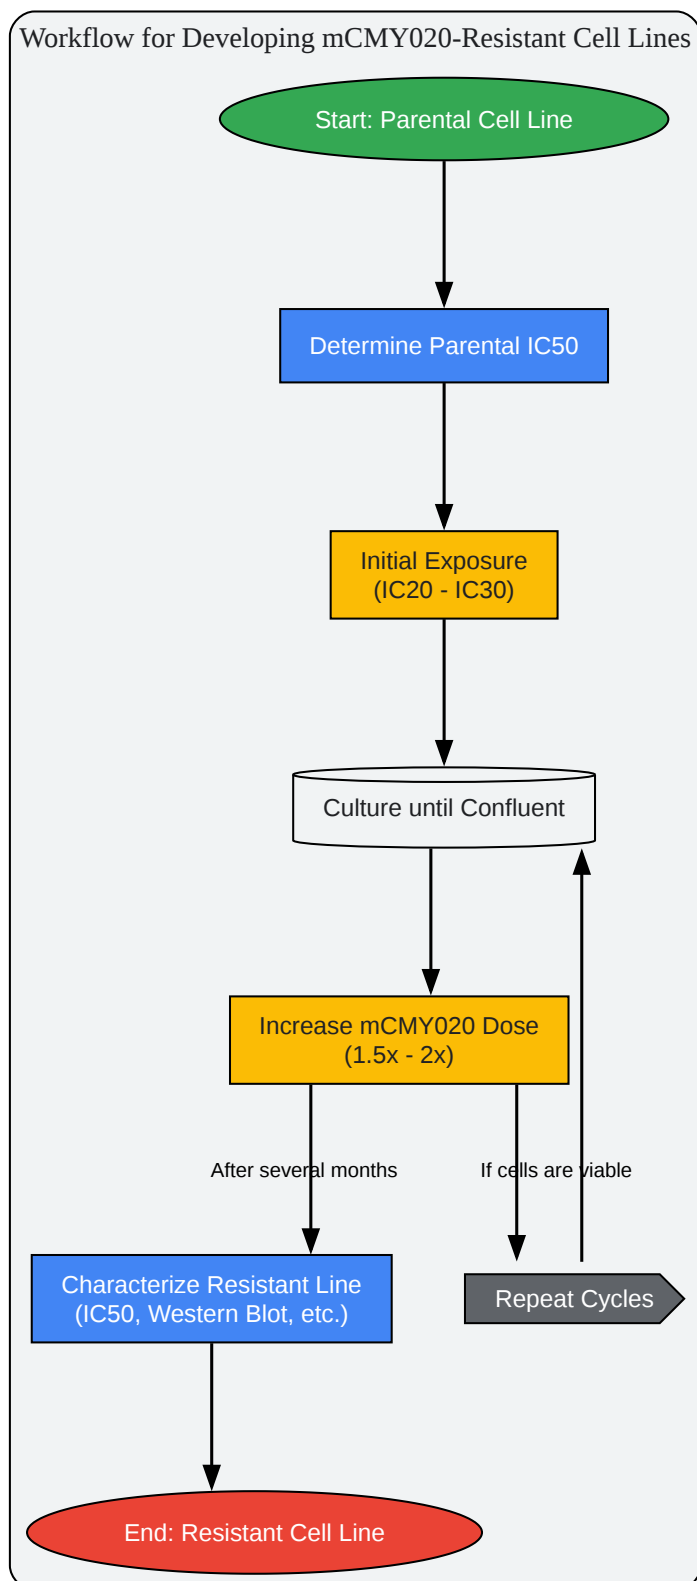 Workflow for Developing mCMY020-Resistant Cell Lines
Start: Parental Cell Line
Determine Parental IC50
Initial Exposure
(IC20 - IC30)
Culture until Confluent
Increase mCMY020 Dose
(1.5x - 2x)
After several months
If cells are viable
Characterize Resistant Line
(IC50, Western Blot, etc.)
Repeat Cycles
End: Resistant Cell Line